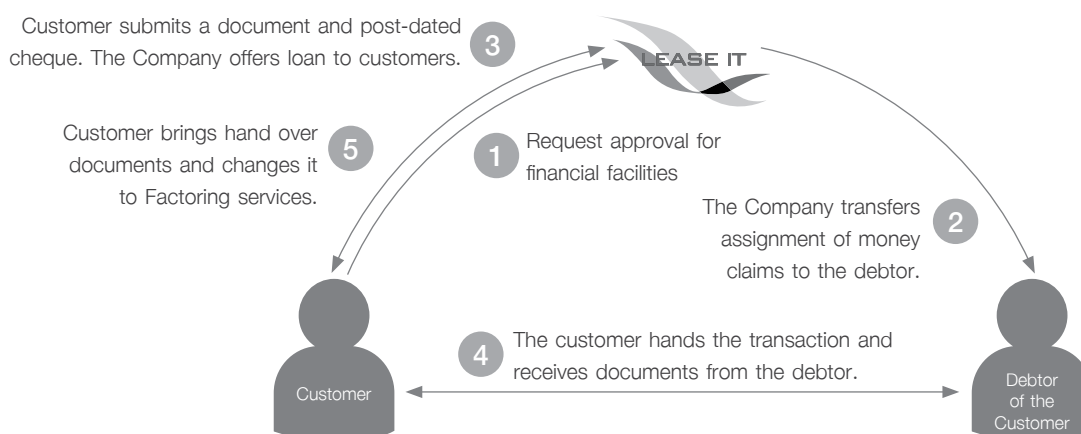 Customer submits a document and post-dated
cheque. The Company offers loan to customers.
3
LEASE IT
Customer brings hand over
documents and changes it
to Factoring services.
5
1
Request approval for
financial facilities
The Company transfers
assignment of money
claims to the debtor.
2
4
The customer hands the transaction and
receives documents from the debtor.
Customer
Debtor
of the
Customer